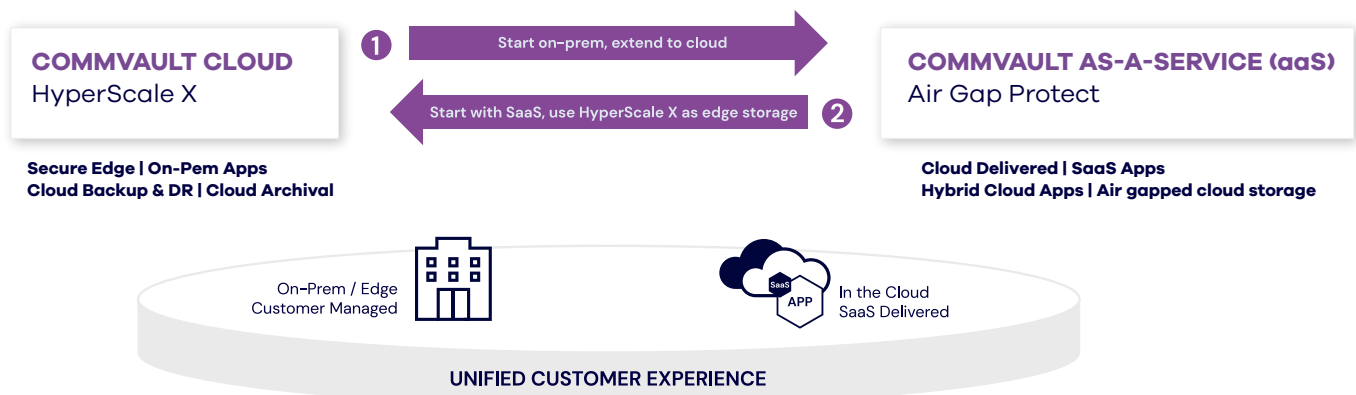 COMMVAULT CLOUD
HyperScale X
1
Start on-prem, extend to cloud
Start with SaaS, use HyperScale X as edge storage
2
COMMVAULT AS-A-SERVICE (aaS)
Air Gap Protect
Secure Edge | On-Pem Apps
Cloud Backup & DR | Cloud Archival
Cloud Delivered | SaaS Apps
Hybrid Cloud Apps | Air gapped cloud storage
On-Prem / Edge
Customer Managed
SaaS
APP
In the Cloud
SaaS Delivered
UNIFIED CUSTOMER EXPERIENCE